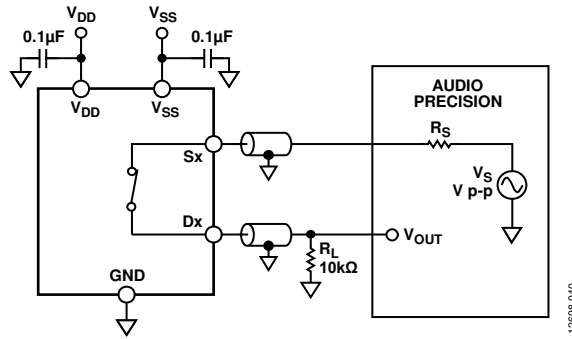 VDD
VSS
0.1µF
0.1µF
VDD
VSS
AUDIO
PRECISION
RS
VS
V p-p
Sx
Dx
VOUT
RL
10kΩ
GND